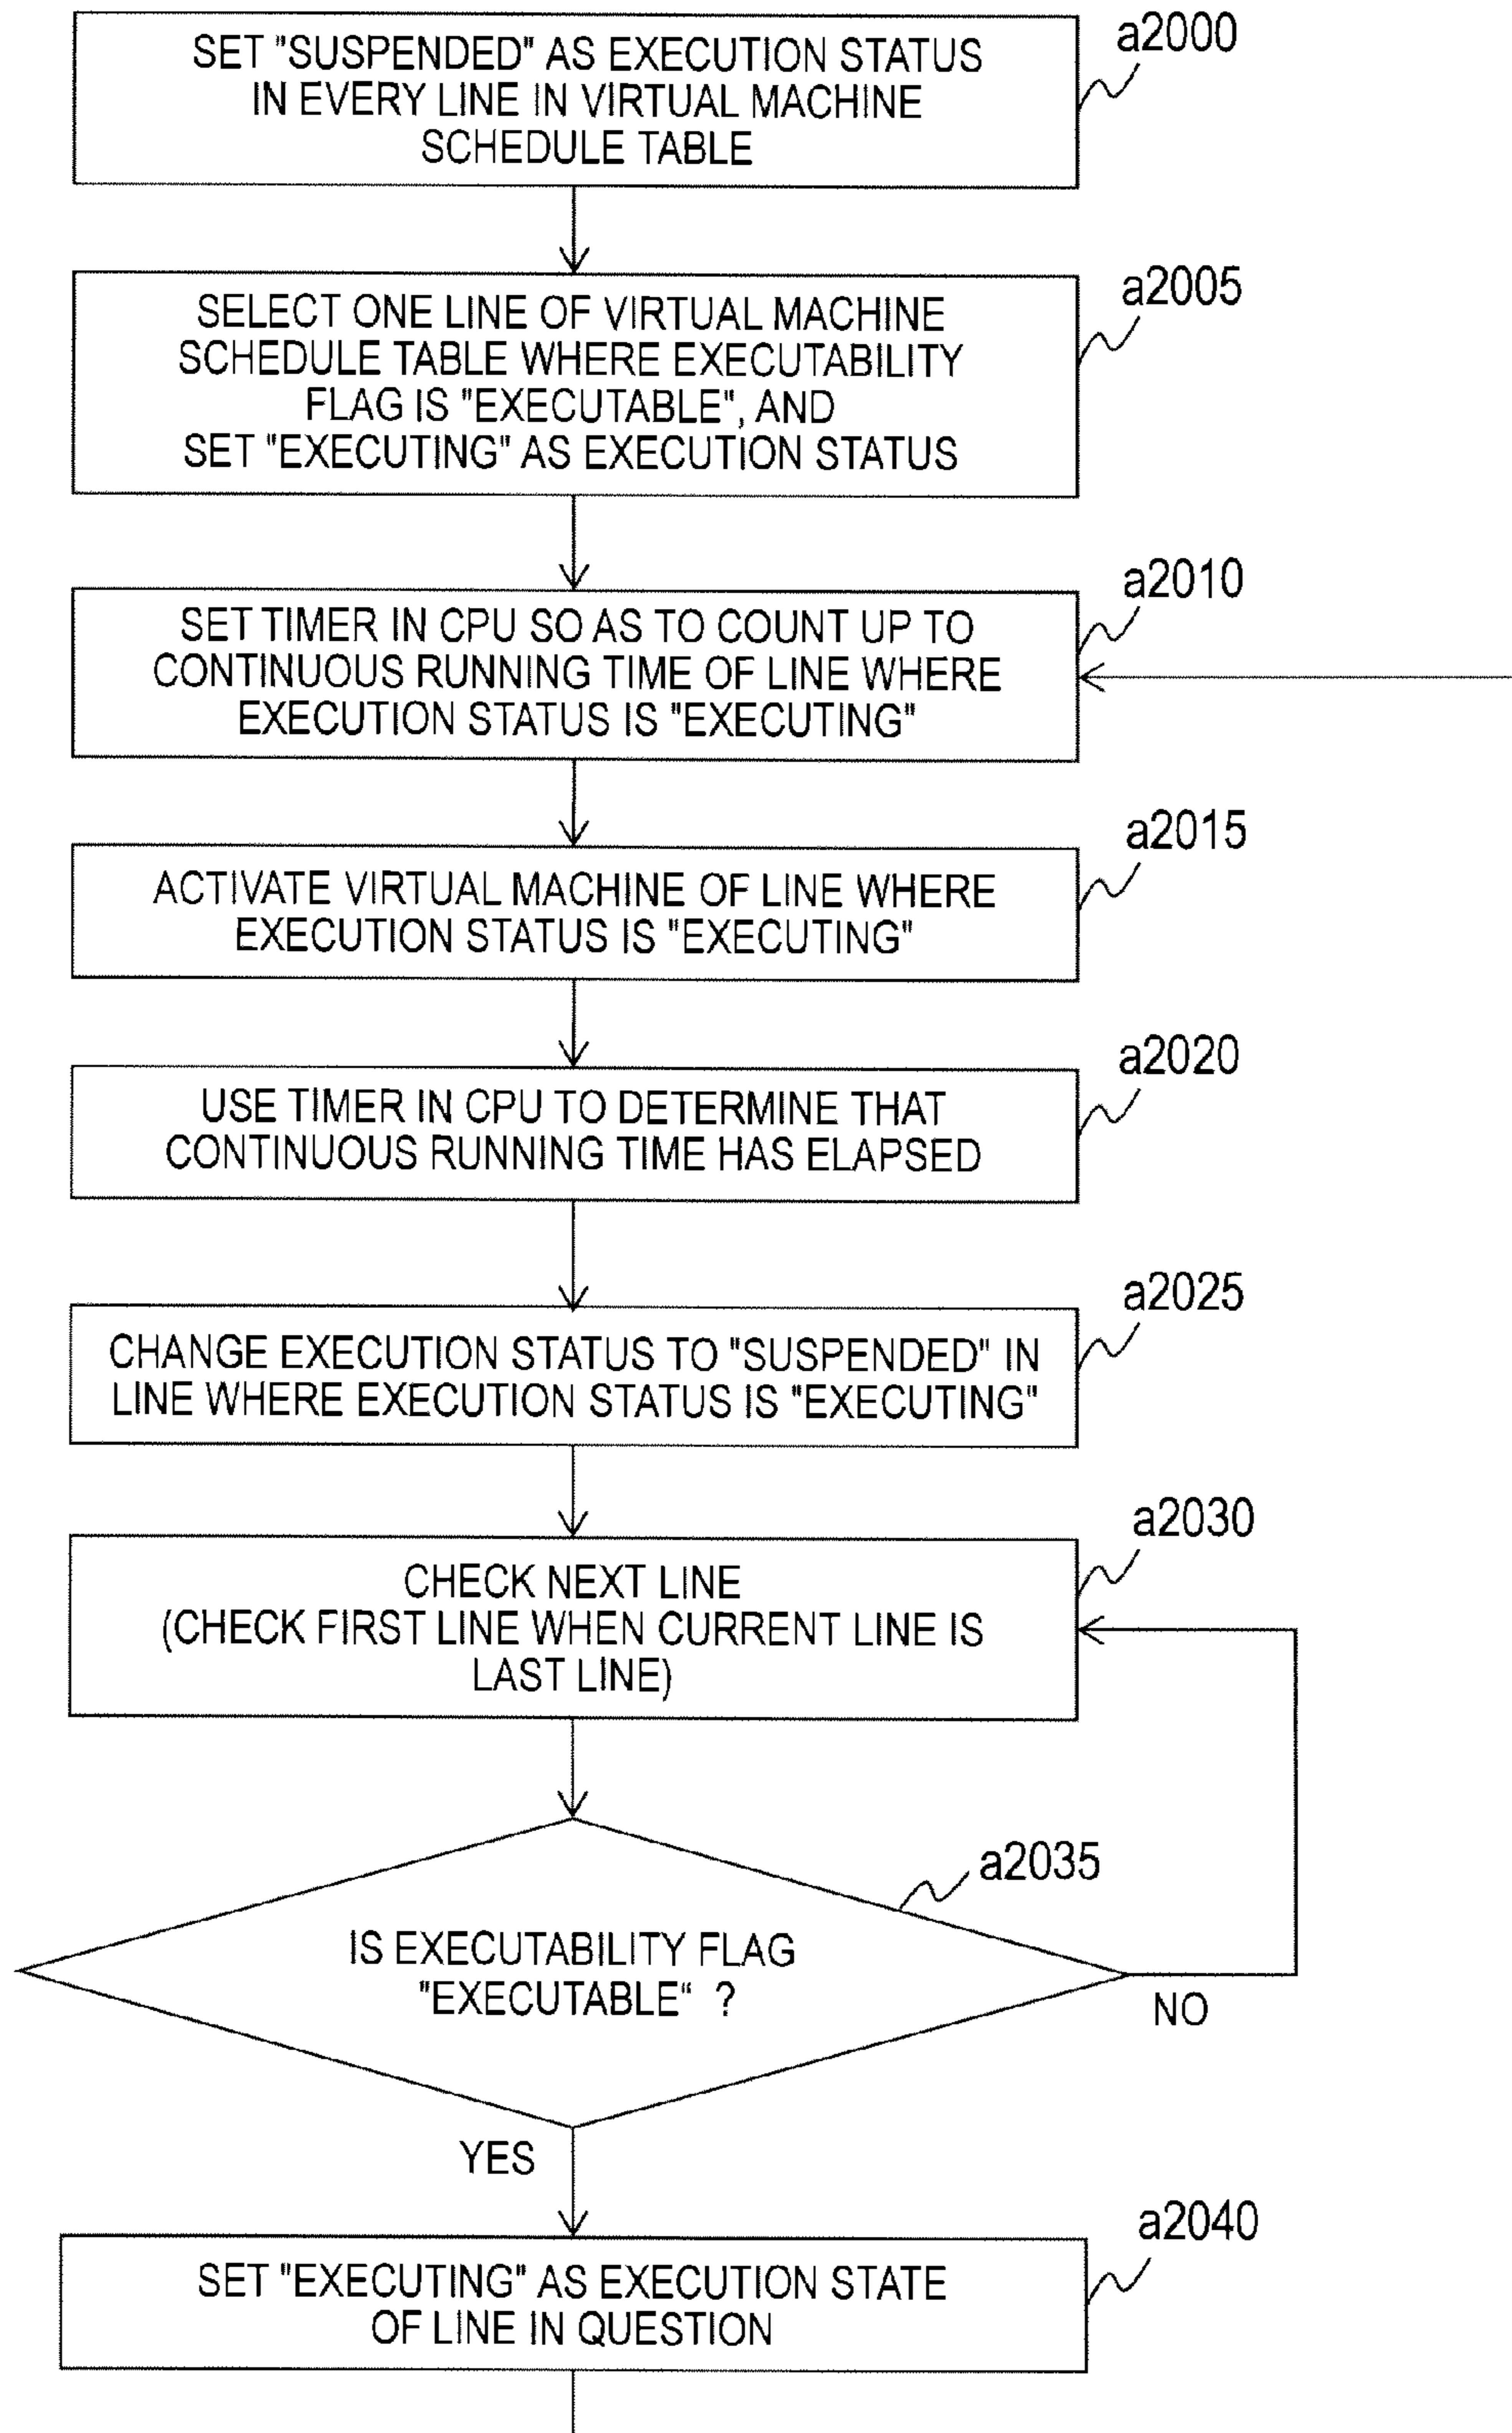 SET "SUSPENDED" AS EXECUTION STATUS
IN EVERY LINE IN VIRTUAL MACHINE
SCHEDULE TABLE
a2000
SELECT ONE LINE OF VIRTUAL MACHINE
SCHEDULE TABLE WHERE EXECUTABILITY
FLAG IS "EXECUTABLE", AND
SET "EXECUTING" AS EXECUTION STATUS
a2005
SET TIMER IN CPU SO AS TO COUNT UP TO
CONTINUOUS RUNNING TIME OF LINE WHERE
EXECUTION STATUS IS "EXECUTING"
a2010
ACTIVATE VIRTUAL MACHINE OF LINE WHERE
EXECUTION STATUS IS "EXECUTING"
a2015
USE TIMER IN CPU TO DETERMINE THAT
CONTINUOUS RUNNING TIME HAS ELAPSED
a2020
CHANGE EXECUTION STATUS TO "SUSPENDED" IN
LINE WHERE EXECUTION STATUS IS "EXECUTING"
a2025
CHECK NEXT LINE
(CHECK FIRST LINE WHEN CURRENT LINE IS
LAST LINE)
a2030
IS EXECUTABILITY FLAG
"EXECUTABLE" ?
a2035
NO
YES
SET "EXECUTING" AS EXECUTION STATE
OF LINE IN QUESTION
a2040